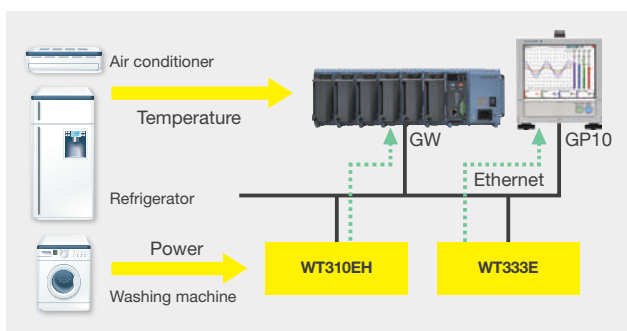 Air conditioner
Temperature
GW
GP10
Ethernet
Refrigerator
Power
WT310EH
WT333E
Washing machine